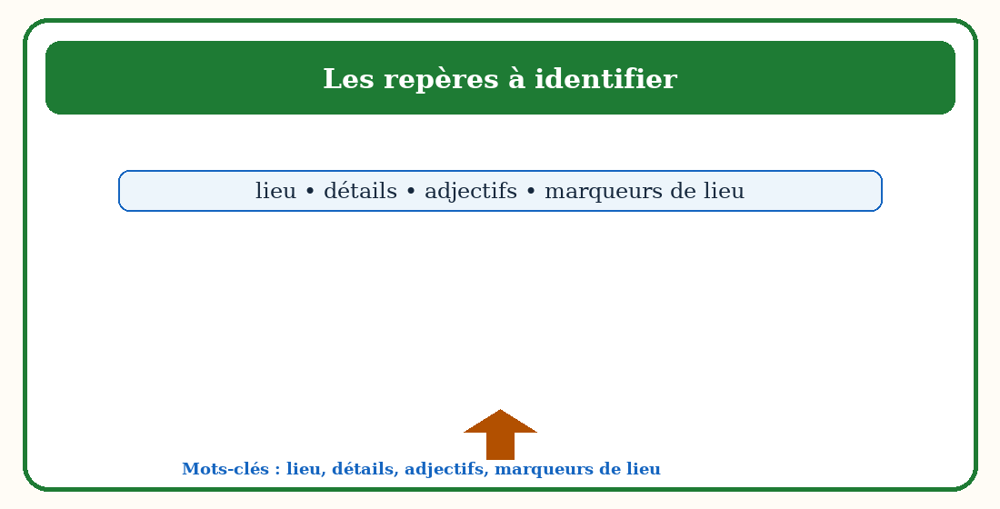 Les repères à identifier
lieu • détails • adjectifs • marqueurs de lieu
Mots-clés : lieu, détails, adjectifs, marqueurs de lieu